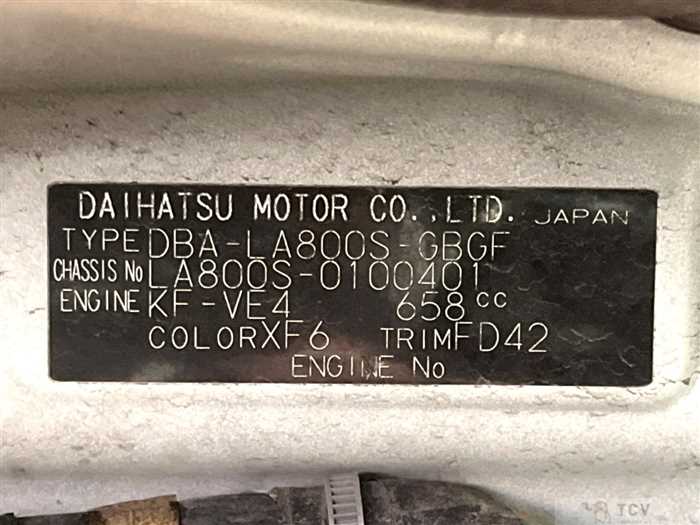 DAIHATSU MOTOR CO.,LTD. JAPAN
TYPE DBA-LA800S-GBGF
CHASSIS No LA800S-0100401
ENGINE KF-VE4 658cc
COLOR XF6 TRIM FD42
ENGINE No
TCV